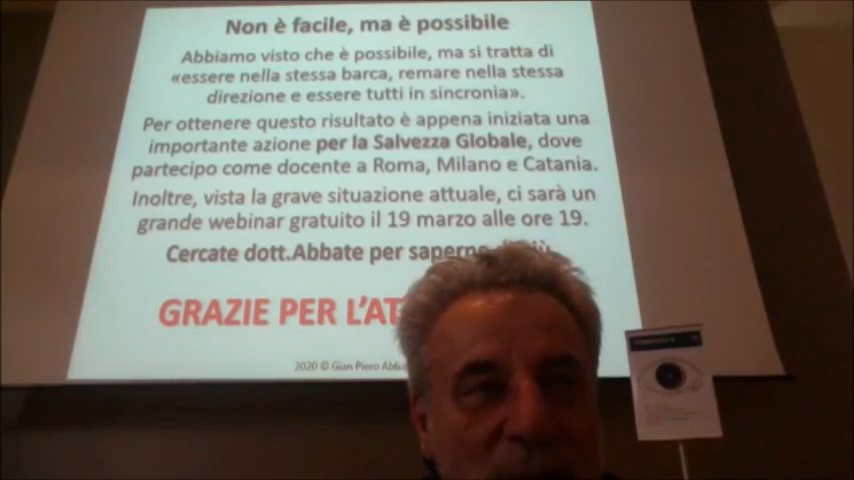 Non è facile, ma è possibile
Abbiamo visto che è possibile, ma si tratta di
«essere nella stessa barca, remare nella stessa
direzione e essere tutti in sincronia».
Per ottenere questo risultato è appena iniziata una
importante azione per la Salvezza Globale, dove
partecipo come docente a Roma, Milano e Catania.
Inoltre, vista la grave situazione attuale, ci sarà un
grande webinar gratuito il 19 marzo alle ore 19.
Cercate dott.Abbate per saperne di più
GRAZIE PER L'AT
2020 © Gian Piero Abba